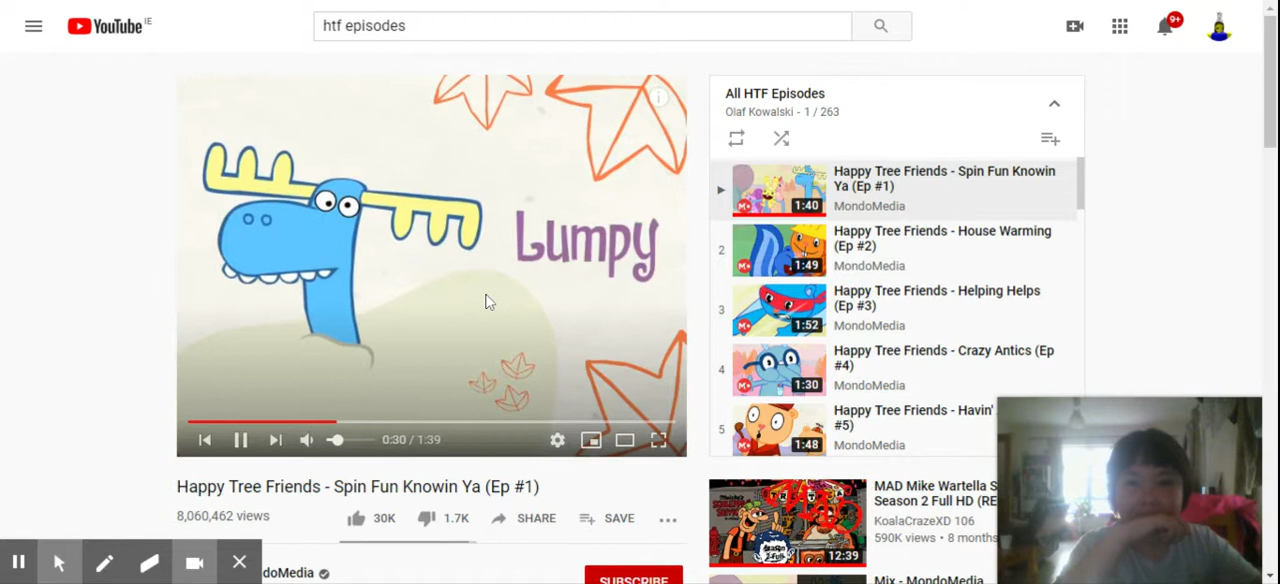 YouTube IE
htf episodes
9+
Lumpy
0:30 / 1:39
Happy Tree Friends - Spin Fun Knowin Ya (Ep #1)
8,060,462 views
30K
1.7K
SHARE
SAVE
doMedia
SUBSCRIBE
All HTF Episodes
Olaf Kowalski - 1 / 263
1:40
Happy Tree Friends - Spin Fun Knowin
Ya (Ep #1)
MondoMedia
2
1:49
Happy Tree Friends - House Warming
(Ep #2)
MondoMedia
3
1:52
Happy Tree Friends - Helping Helps
(Ep #3)
MondoMedia
4
1:30
Happy Tree Friends - Crazy Antics (Ep
#4)
MondoMedia
5
1:48
Happy Tree Friends - Havin'
#5)
MondoMedia
12:39
MAD Mike Wartella S
Season 2 Full HD (RE
KoalaCrazeXD 106
590K views • 8 months
Mix - MondoMedia